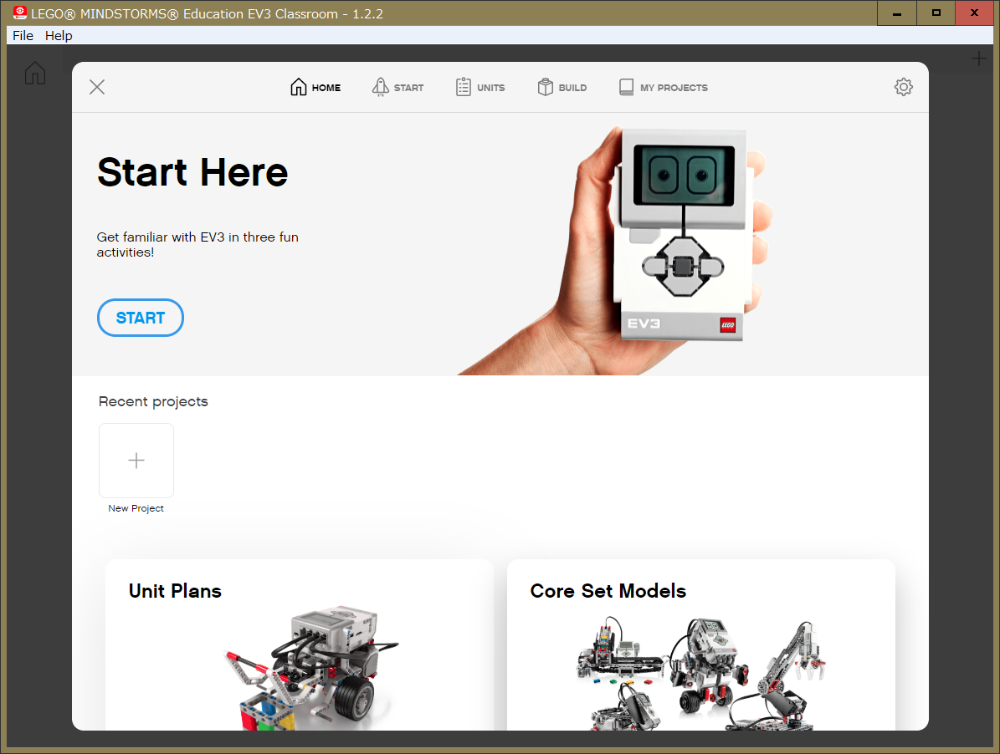 LEGO® MINDSTORMS® Education EV3 Classroom - 1.2.2
File Help
HOME START UNITS BUILD MY PROJECTS
Start Here
Get familiar with EV3 in three fun
activities!
START
EV3 LEGO
Recent projects
New Project
Unit Plans Core Set Models